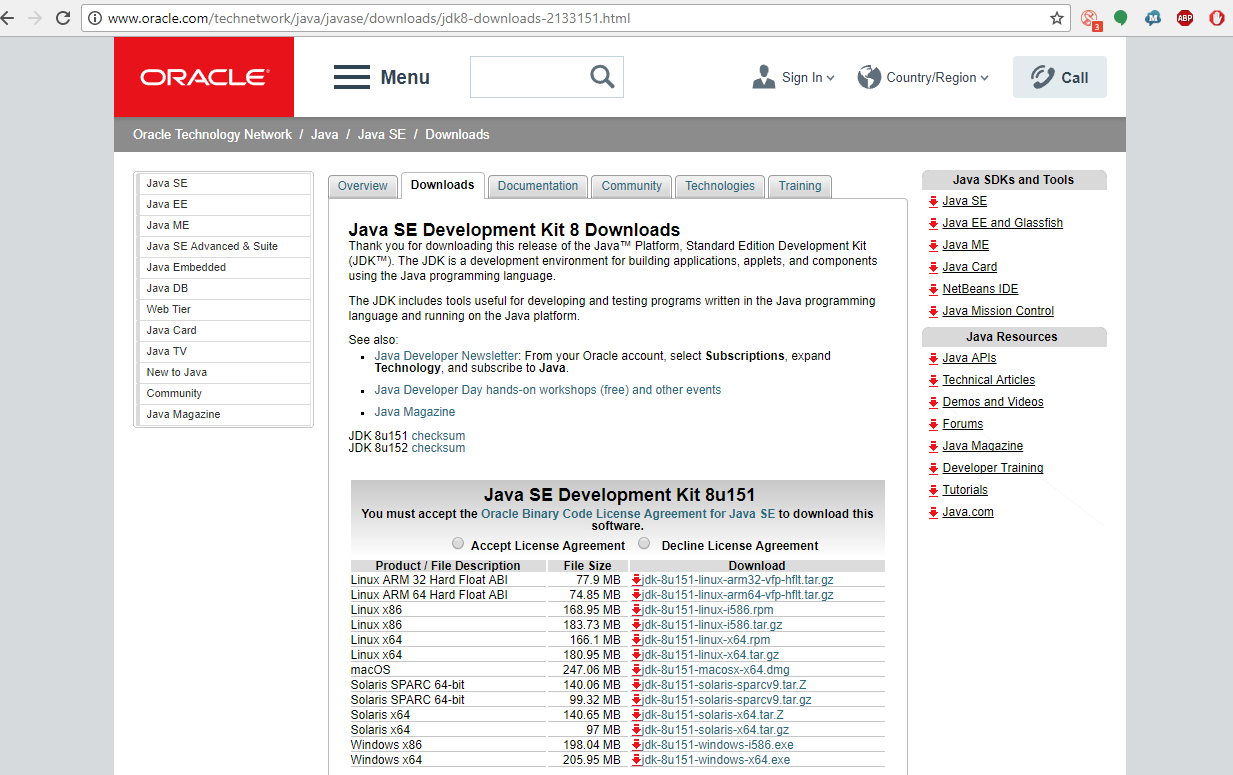 www.oracle.com/technetwork/java/javase/downloads/jdk8-downloads-2133151.html
3
M
ABP
ORACLE®
Menu
Sign In
Country/Region
Call
Oracle Technology Network / Java / Java SE / Downloads
Java SE
Java EE
Java ME
Java SE Advanced & Suite
Java Embedded
Java DB
Web Tier
Java Card
Java TV
New to Java
Community
Java Magazine
Overview
Downloads
Documentation
Community
Technologies
Training
Java SE Development Kit 8 Downloads
Thank you for downloading this release of the Java™ Platform, Standard Edition Development Kit
(JDK™). The JDK is a development environment for building applications, applets, and components
using the Java programming language.
The JDK includes tools useful for developing and testing programs written in the Java programming
language and running on the Java platform.
See also:
Java Developer Newsletter: From your Oracle account, select Subscriptions, expand
Technology, and subscribe to Java.
Java Developer Day hands-on workshops (free) and other events
Java Magazine
JDK 8u151 checksum
JDK 8u152 checksum
Java SE Development Kit 8u151
You must accept the Oracle Binary Code License Agreement for Java SE to download this
software.
Accept License Agreement Decline License Agreement
Product / File Description File Size Download
Linux ARM 32 Hard Float ABI 77.9 MB jdk-8u151-linux-arm32-vfp-hflt.tar.gz
Linux ARM 64 Hard Float ABI 74.85 MB jdk-8u151-linux-arm64-vfp-hflt.tar.gz
Linux x86 168.95 MB jdk-8u151-linux-i586.rpm
Linux x86 183.73 MB jdk-8u151-linux-i586.tar.gz
Linux x64 166.1 MB jdk-8u151-linux-x64.rpm
Linux x64 180.95 MB jdk-8u151-linux-x64.tar.gz
macOS 247.06 MB jdk-8u151-macosx-x64.dmg
Solaris SPARC 64-bit 140.06 MB jdk-8u151-solaris-sparcv9.tar.Z
Solaris SPARC 64-bit 99.32 MB jdk-8u151-solaris-sparcv9.tar.gz
Solaris x64 140.65 MB jdk-8u151-solaris-x64.tar.Z
Solaris x64 97 MB jdk-8u151-solaris-x64.tar.gz
Windows x86 198.04 MB jdk-8u151-windows-i586.exe
Windows x64 205.95 MB jdk-8u151-windows-x64.exe
Java SDKs and Tools
Java SE
Java EE and Glassfish
Java ME
Java Card
NetBeans IDE
Java Mission Control
Java Resources
Java APIs
Technical Articles
Demos and Videos
Forums
Java Magazine
Developer Training
Tutorials
Java.com